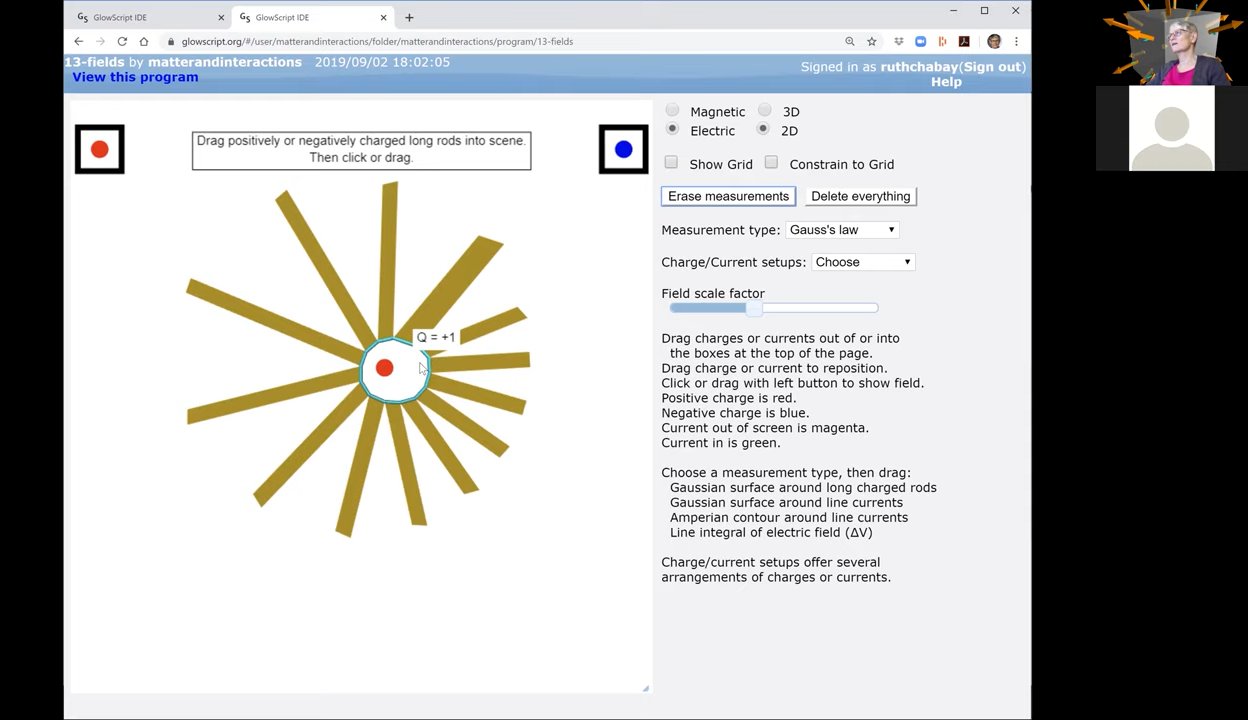 GlowScript IDE
GlowScript IDE
glowscript.org/#/user/matterandinteractions/folder/matterandinteractions/program/13-fields
13-fields by matterandinteractions 2019/09/02 18:02:05
View this program
Signed in as ruthchabay(Sign out)
Help
Drag positively or negatively charged long rods into scene.
Then click or drag.
Q = +1
Magnetic 3D
Electric 2D
Show Grid Constrain to Grid
Erase measurements Delete everything
Measurement type: Gauss's law
Charge/Current setups: Choose
Field scale factor
Drag charges or currents out of or into
the boxes at the top of the page.
Drag charge or current to reposition.
Click or drag with left button to show field.
Positive charge is red.
Negative charge is blue.
Current out of screen is magenta.
Current in is green.
Choose a measurement type, then drag:
Gaussian surface around long charged rods
Gaussian surface around line currents
Amperian contour around line currents
Line integral of electric field (ΔV)
Charge/current setups offer several
arrangements of charges or currents.